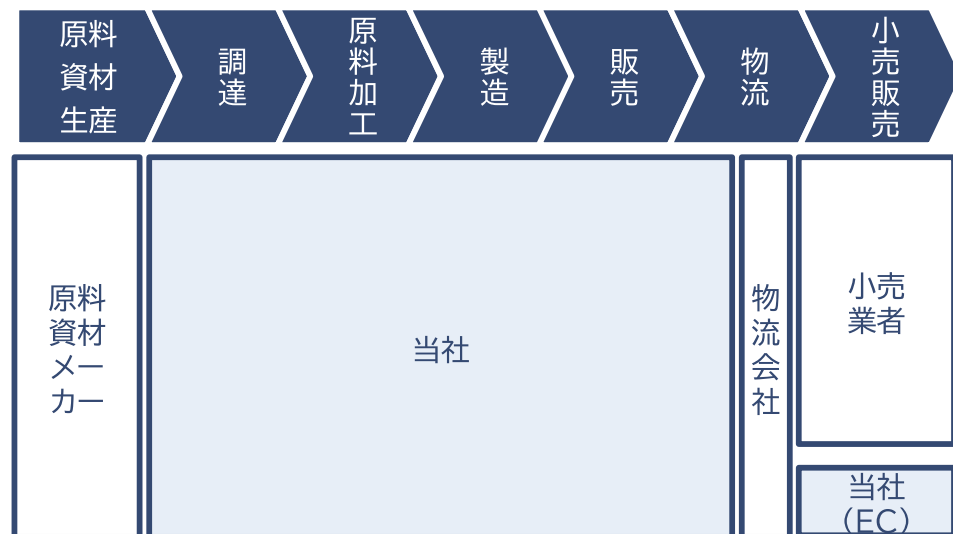 原料
資材
生産
調達
原料加工
製造
販売
物流
小売販売
原料
資材
メー
カー
当社
物流会社
小売
業者
当社
（EC）